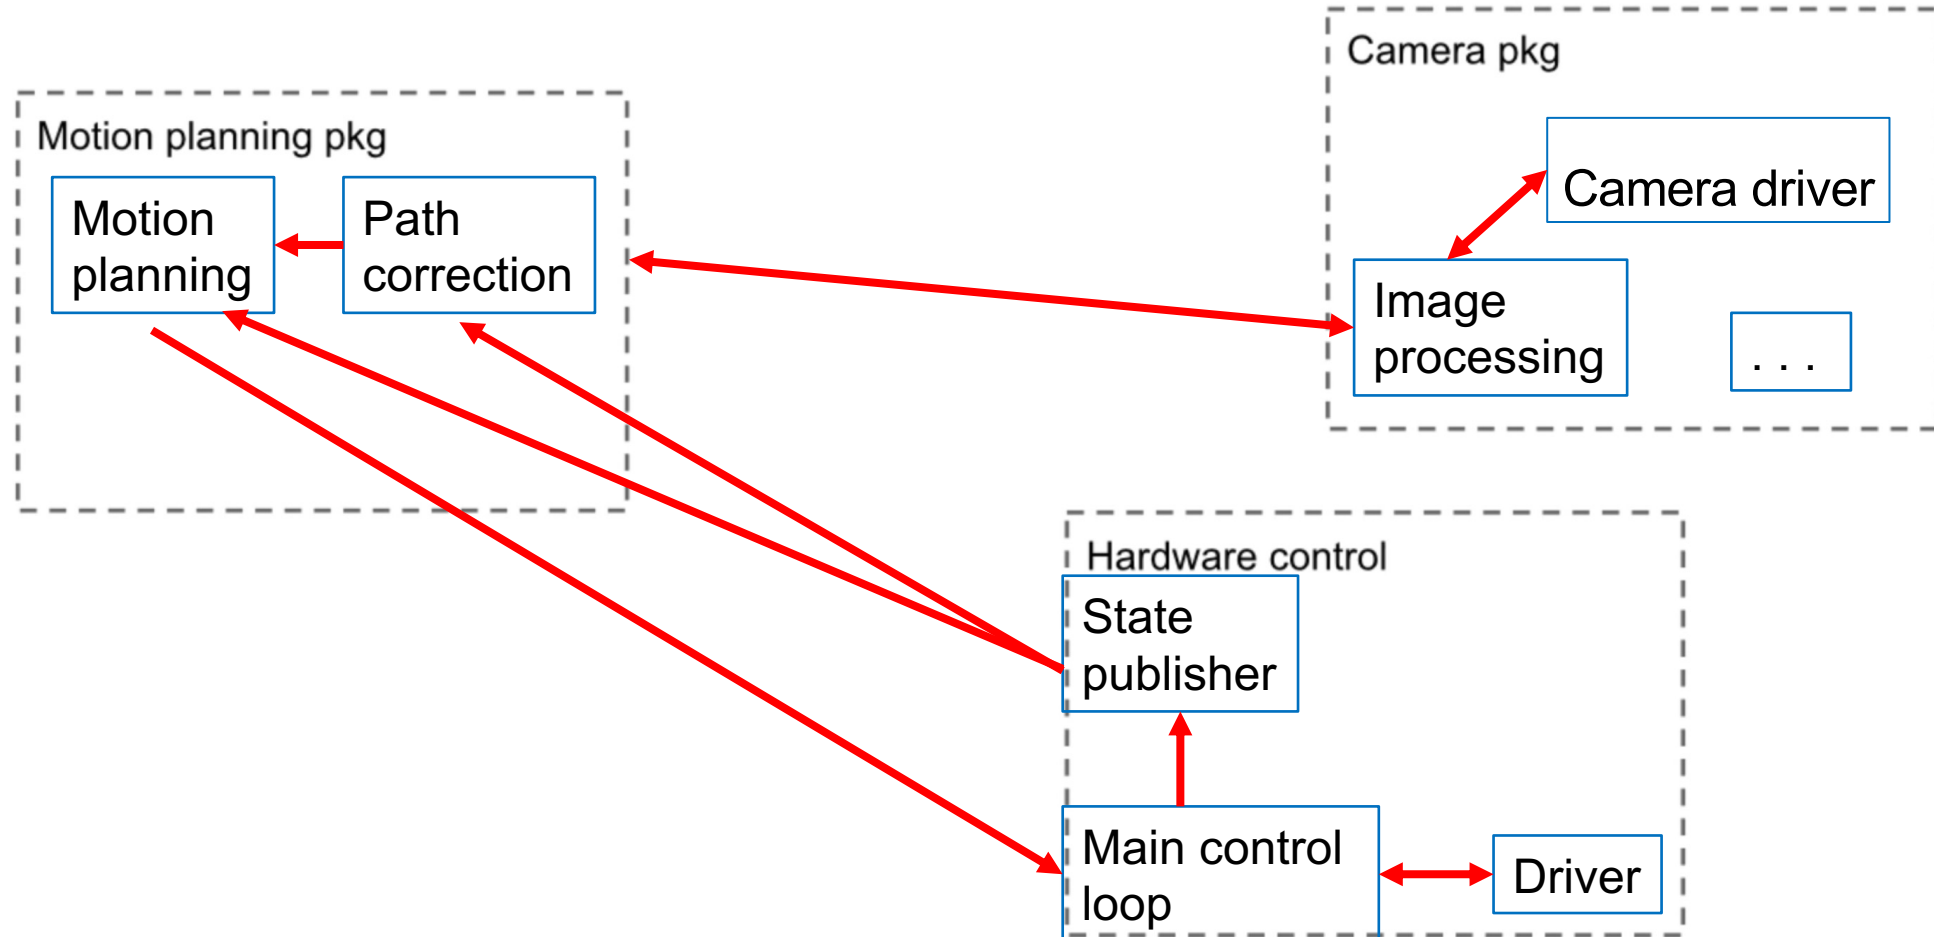 Camera pkg
Camera driver
Image
processing
. . .
Motion planning pkg
Motion
planning
Path
correction
Hardware control
State
publisher
Main control
loop
Driver